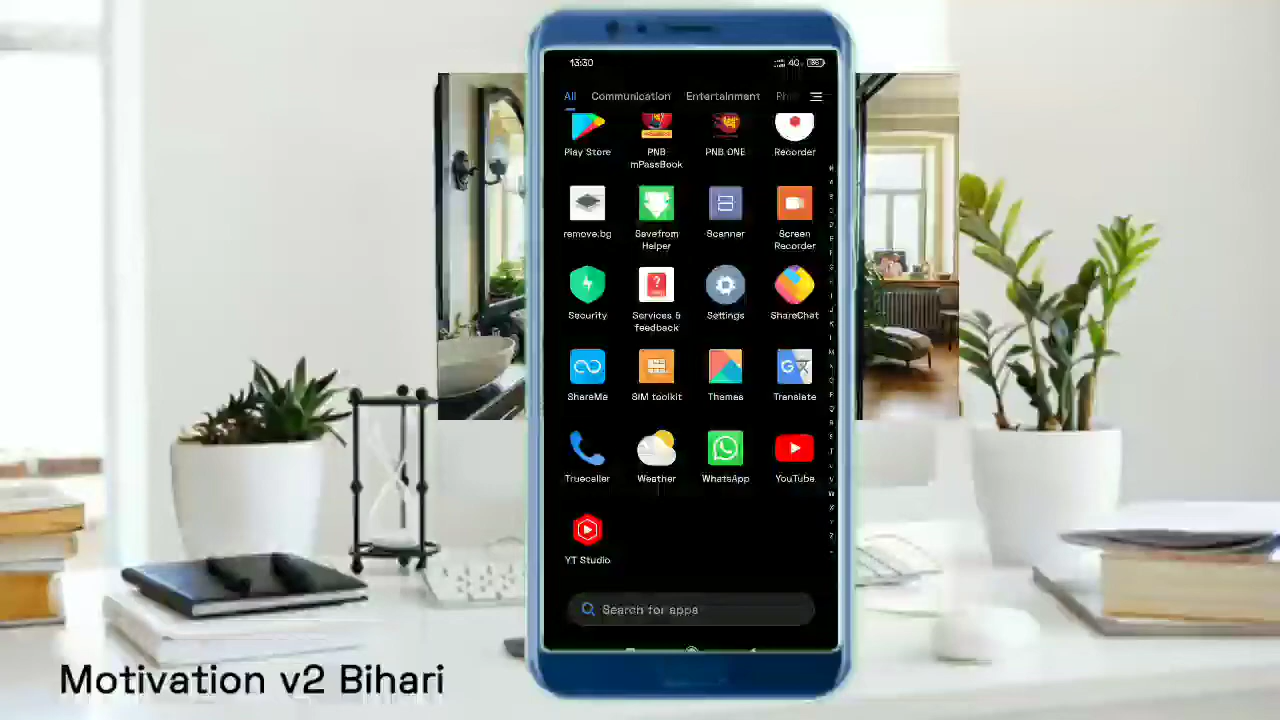 13:30
4G
All Communication Entertainment
Play Store PNB mPassBook PNB ONE Recorder
remove.bg Savefrom Helper Scanner Screen Recorder
Security Services & feedback Settings ShareChat
ShareMe SIM toolkit Themes Translate
Truecaller Weather WhatsApp YouTube
YT Studio
Search for apps
Motivation v2 Bihari